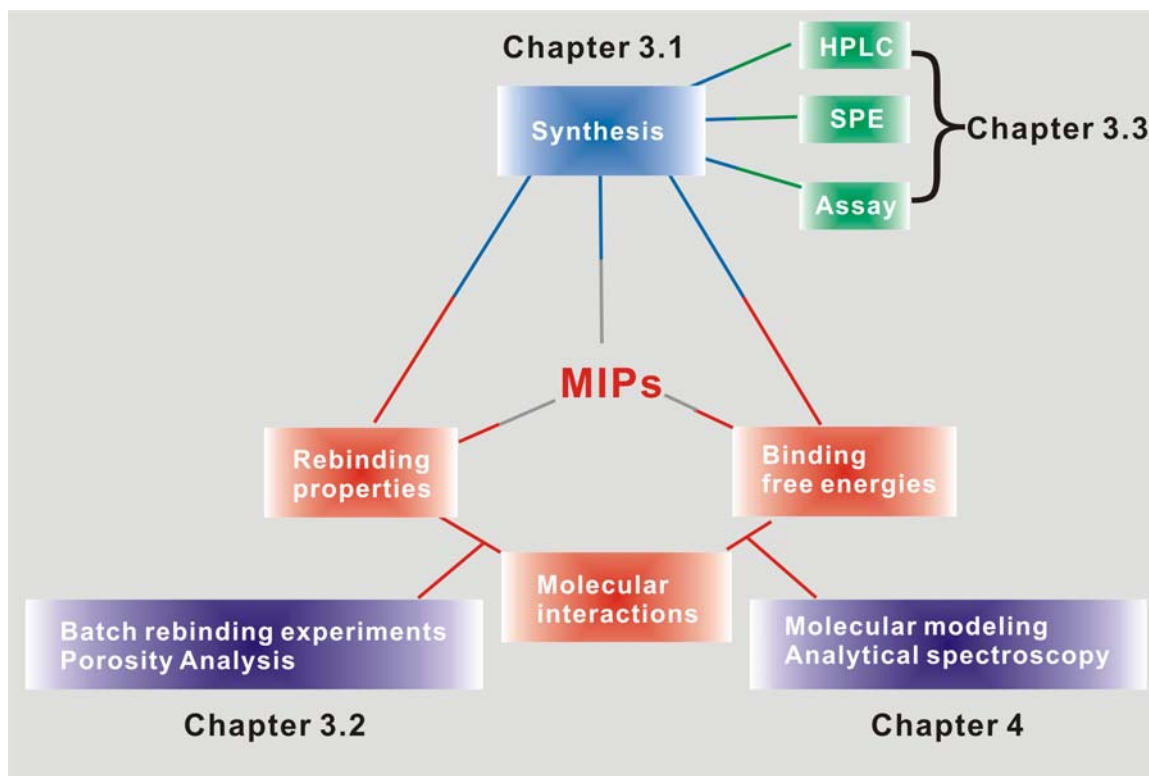 Chapter 3.1
HPLC
Synthesis
SPE
Chapter 3.3
Assay
MIPs
Rebinding
properties
Binding
free energies
Molecular
interactions
Batch rebinding experiments
Porosity Analysis
Molecular modeling
Analytical spectroscopy
Chapter 3.2
Chapter 4